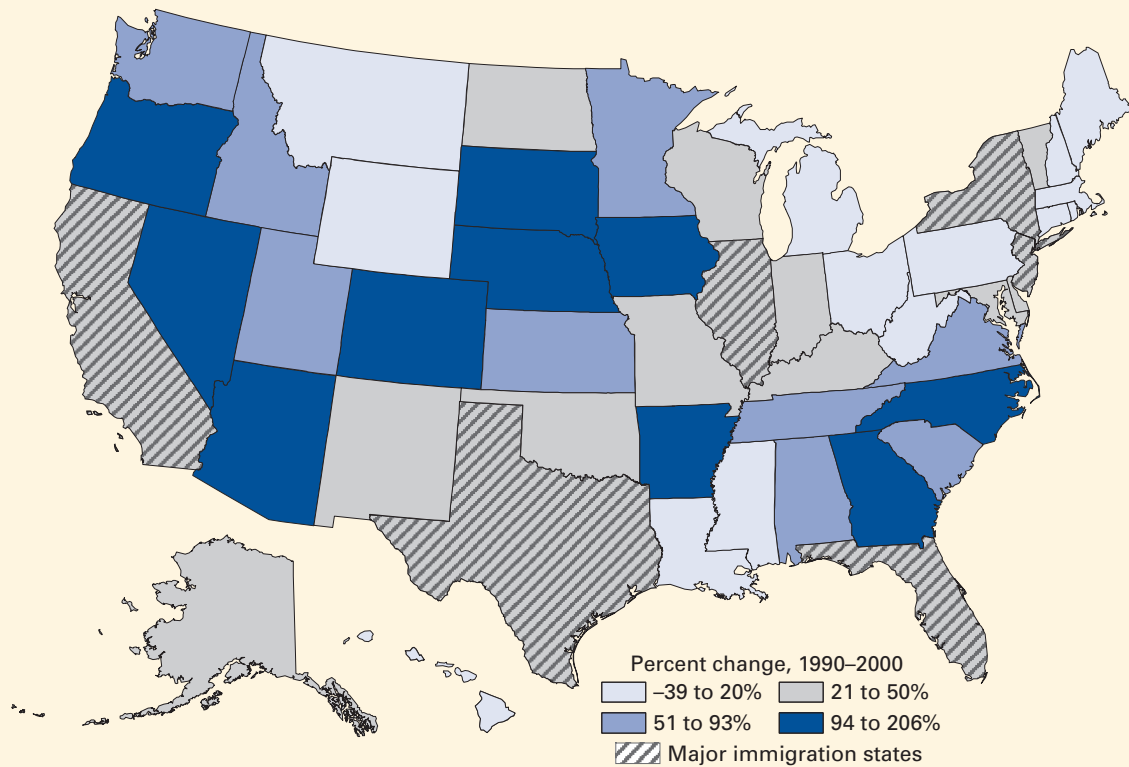 Percent change, 1990–2000
–39 to 20% 21 to 50%
51 to 93% 94 to 206%
Major immigration states